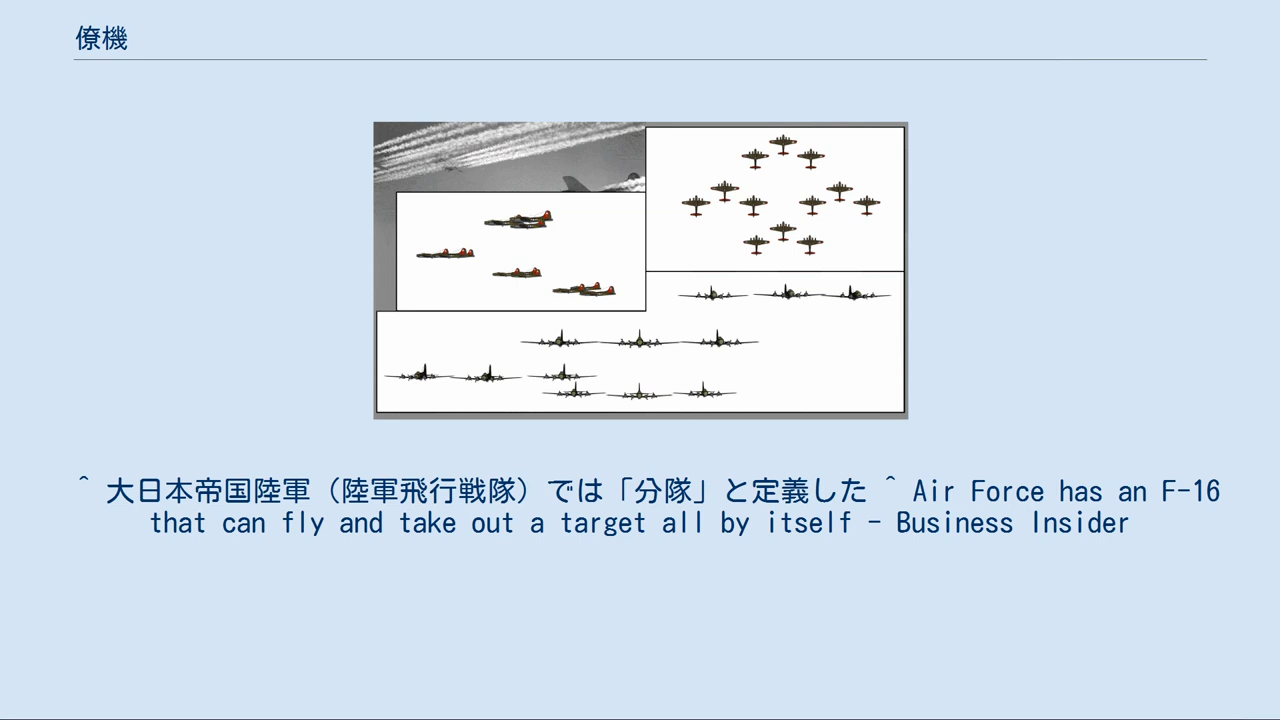 僚機
^ 大日本帝国陸軍（陸軍飛行戦隊）では「分隊」と定義した ^ Air Force has an F-16
that can fly and take out a target all by itself - Business Insider